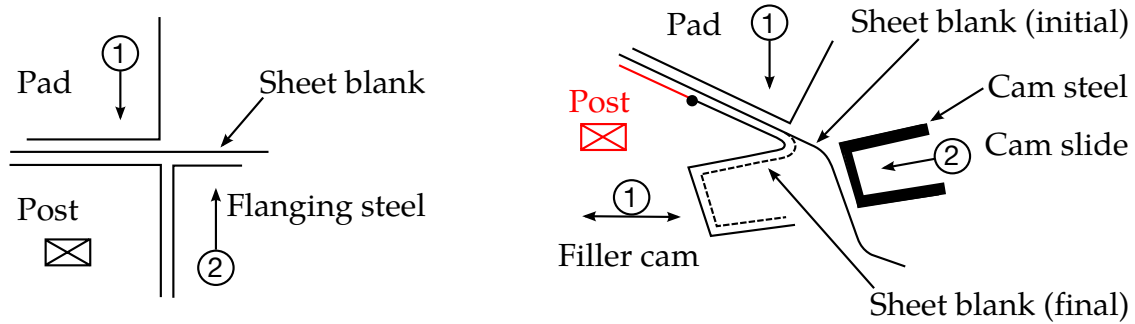 1
Pad
Sheet blank
Post
Flanging steel
2
Pad
1
Sheet blank (initial)
Post
Cam steel
Cam slide
2
1
Filler cam
Sheet blank (final)